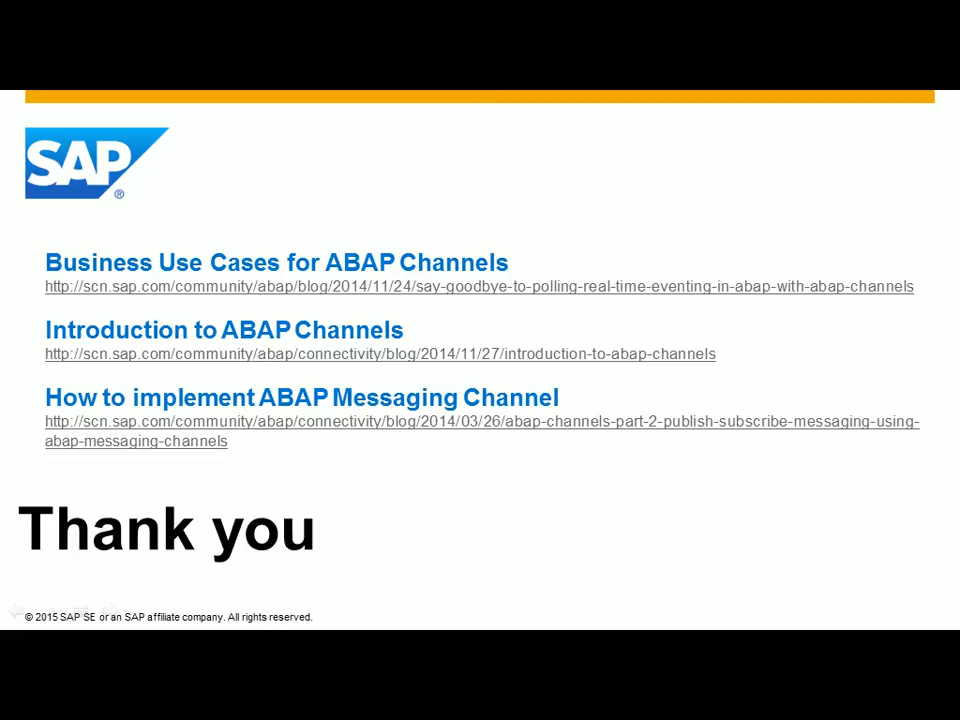 SAP®
Business Use Cases for ABAP Channels
http://scn.sap.com/community/abap/blog/2014/11/24/say-goodbye-to-polling-real-time-eventing-in-abap-with-abap-channels
Introduction to ABAP Channels
http://scn.sap.com/community/abap/connectivity/blog/2014/11/27/introduction-to-abap-channels
How to implement ABAP Messaging Channel
http://scn.sap.com/community/abap/connectivity/blog/2014/03/26/abap-channels-part-2-publish-subscribe-messaging-using-
abap-messaging-channels
Thank you
© 2015 SAP SE or an SAP affiliate company. All rights reserved.